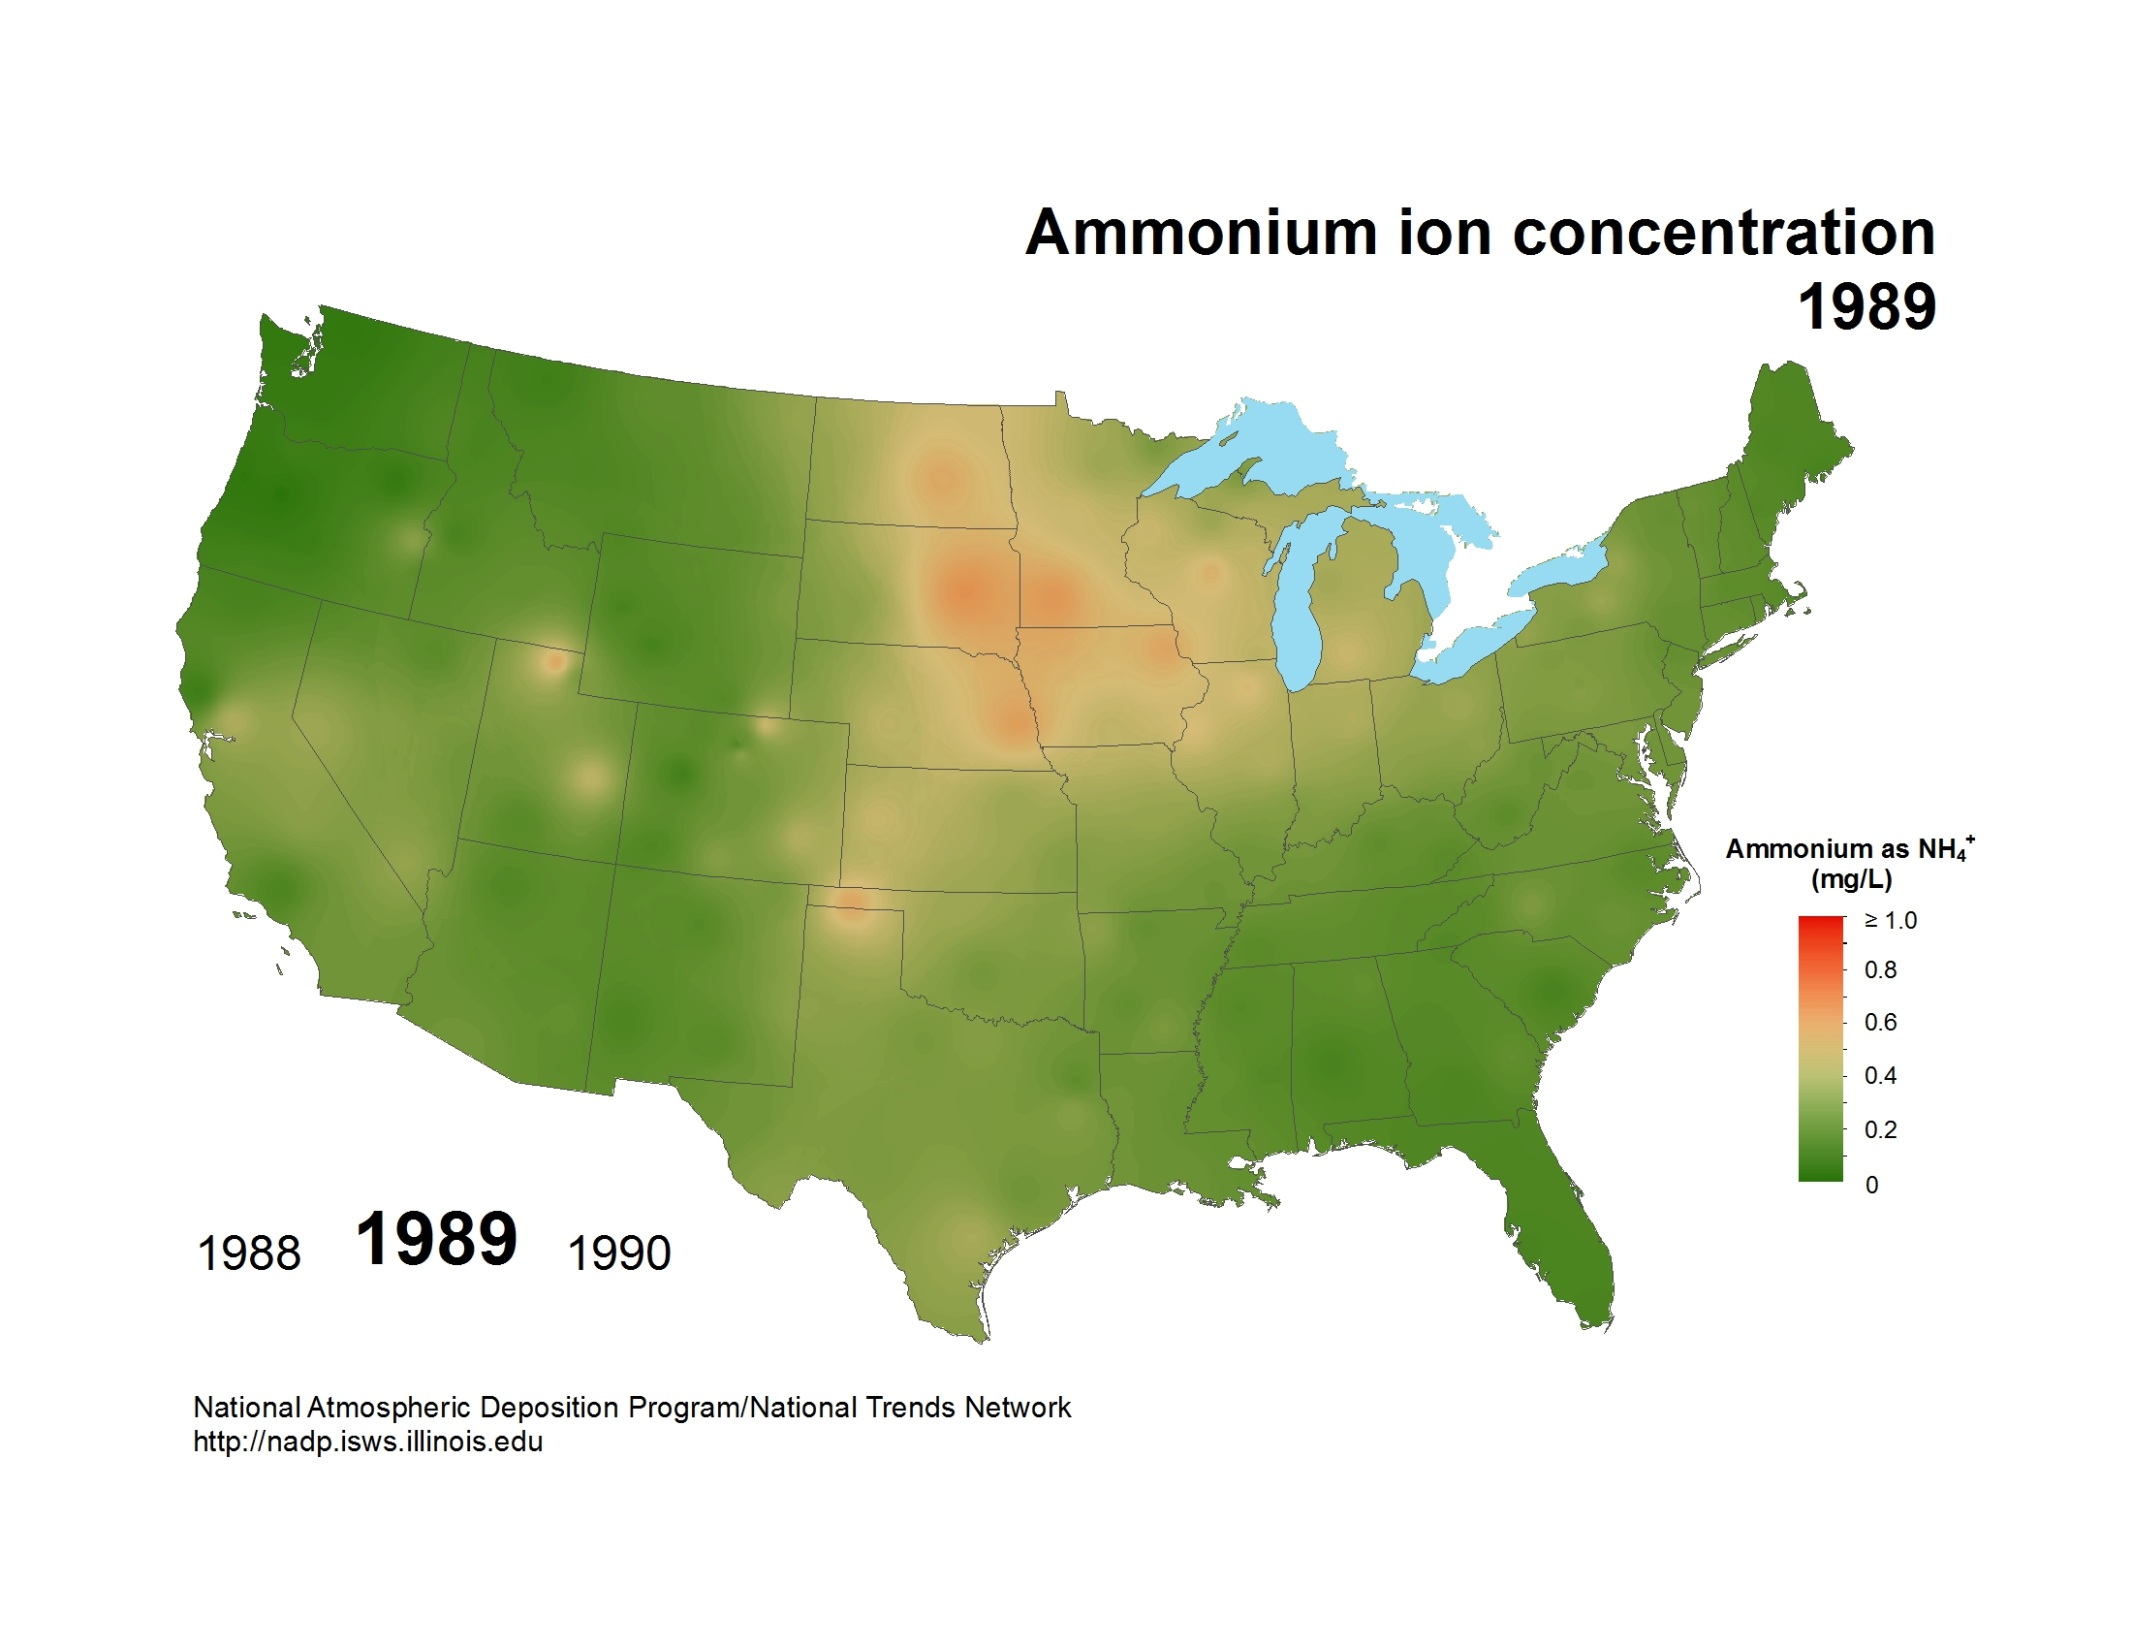 Ammonium ion concentration
1989
Ammonium as NH₄⁺
(mg/L)
≥ 1.0
0.8
0.6
0.4
0.2
0
1988 1989 1990
National Atmospheric Deposition Program/National Trends Network
http://nadp.isws.illinois.edu